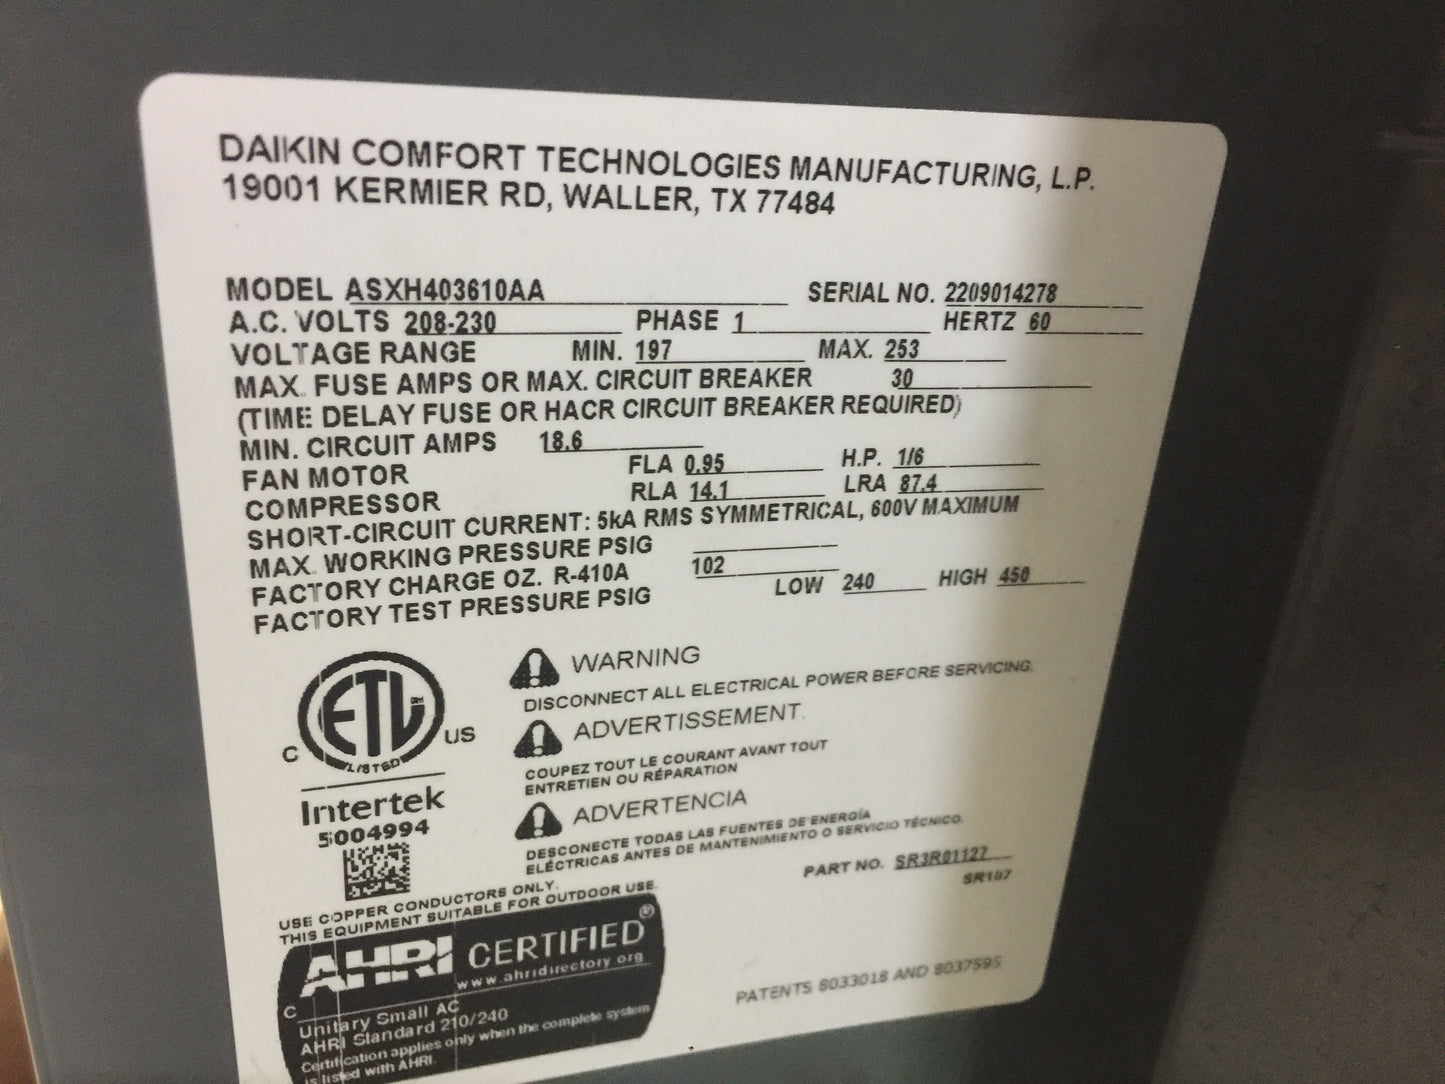 DAIKIN COMFORT TECHNOLOGIES MANUFACTURING, L.P.
19001 KERMIER RD, WALLER, TX 77484
MODEL ASXH403610AA SERIAL NO. 2209014278
A.C. VOLTS 208-230 PHASE 1 HERTZ 60
VOLTAGE RANGE MIN. 197 MAX. 253
MAX. FUSE AMPS OR MAX. CIRCUIT BREAKER 30
(TIME DELAY FUSE OR HACR CIRCUIT BREAKER REQUIRED)
MIN. CIRCUIT AMPS 18.6
FAN MOTOR FLA 0.95 H.P. 1/6
COMPRESSOR RLA 14.1 LRA 87.4
SHORT-CIRCUIT CURRENT: 5kA RMS SYMMETRICAL, 600V MAXIMUM
MAX. WORKING PRESSURE PSIG
FACTORY CHARGE OZ. R-410A 102
FACTORY TEST PRESSURE PSIG LOW 240 HIGH 450
C ETL US
LISTED
Intertek
5004994
WARNING
DISCONNECT ALL ELECTRICAL POWER BEFORE SERVICING.
ADVERTISSEMENT.
COUPEZ TOUT LE COURANT AVANT TOUT
ENTRETIEN OU RÉPARATION
ADVERTENCIA
DESCONECTE TODAS LAS FUENTES DE ENERGÍA
ELÉCTRICAS ANTES DE MANTENIMIENTO O SERVICIO TÉCNICO.
PART NO. SR3R01127
SR107
USE COPPER CONDUCTORS ONLY.
THIS EQUIPMENT SUITABLE FOR OUTDOOR USE.
AHRI CERTIFIED®
www.ahridirectory.org
C
Unitary Small AC
AHRI Standard 210/240
Certification applies only when the complete system
is listed with AHRI.
PATENTS 8033018 AND 8037595